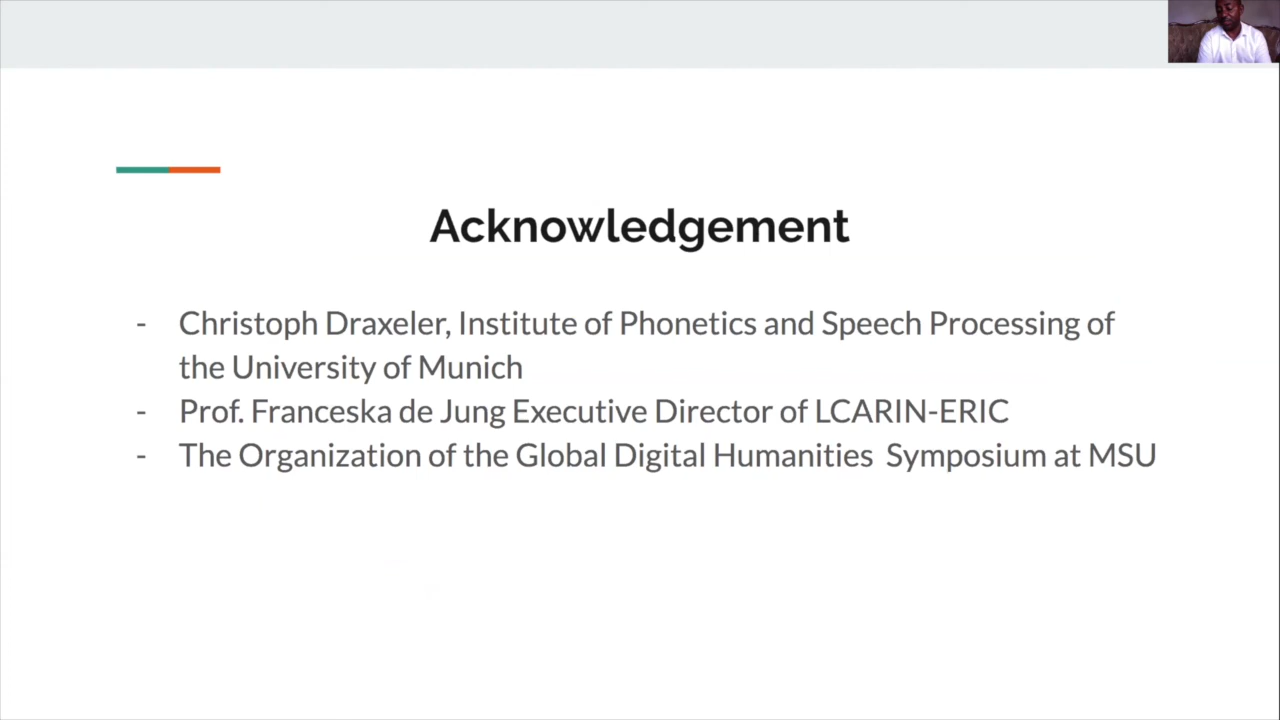 Acknowledgement
- Christoph Draxeler, Institute of Phonetics and Speech Processing of
the University of Munich
- Prof. Franceska de Jung Executive Director of LCARIN-ERIC
- The Organization of the Global Digital Humanities  Symposium at MSU